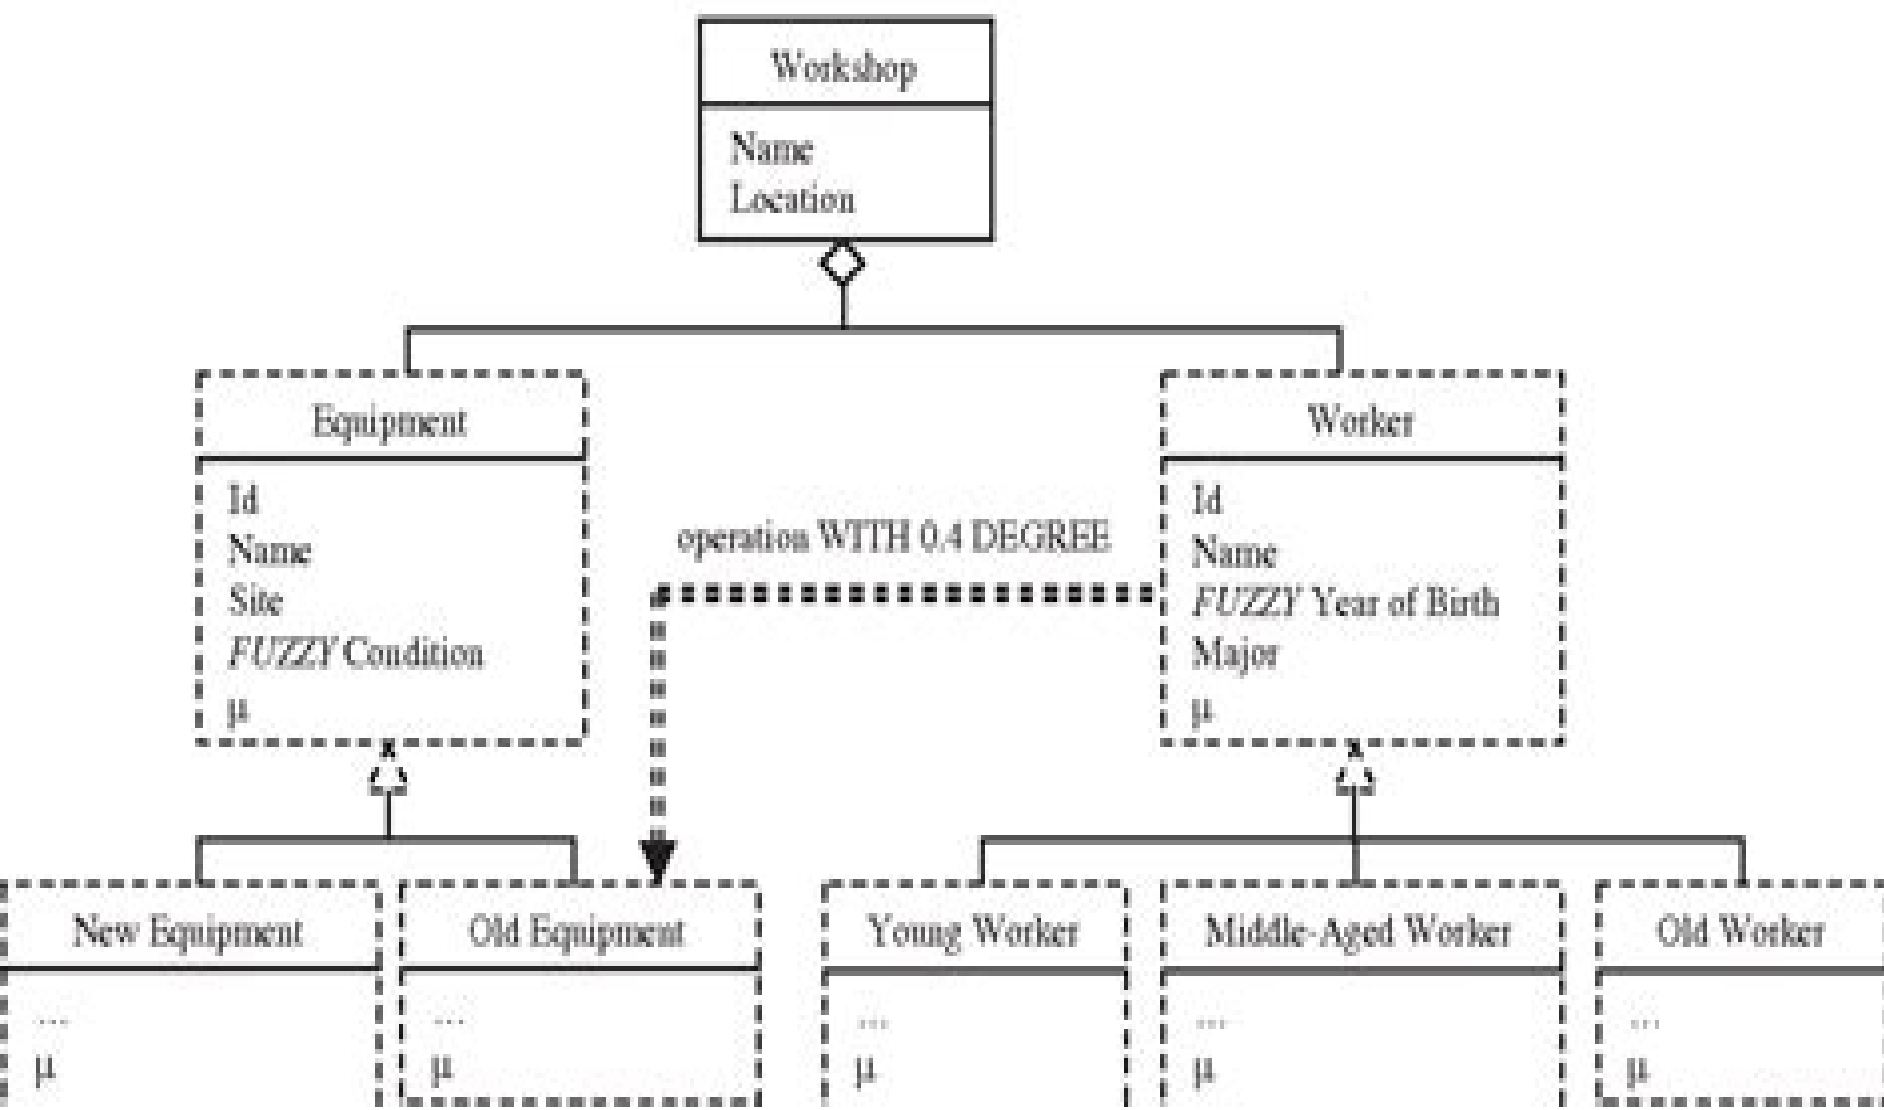 Workshop
Name
Location
Equipment
Id
Name
Site
FUZZY Condition
μ
operation WITH 0.4 DEGREE
Worker
Id
Name
FUZZY Year of Birth
Major
μ
New Equipment
...
μ
Old Equipment
...
μ
Young Worker
...
μ
Middle-Aged Worker
...
μ
Old Worker
...
μ